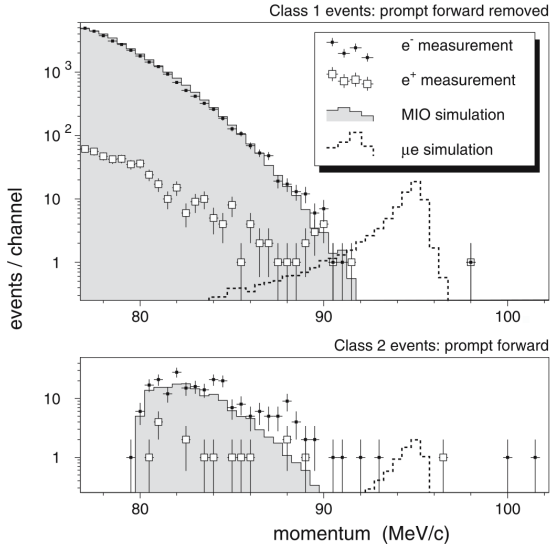 Class 1 events: prompt forward removed
e⁻ measurement
e⁺ measurement
MIO simulation
μe simulation
events / channel
10³
10²
10
1
80 90 100
Class 2 events: prompt forward
10
1
80 90 100
momentum (MeV/c)